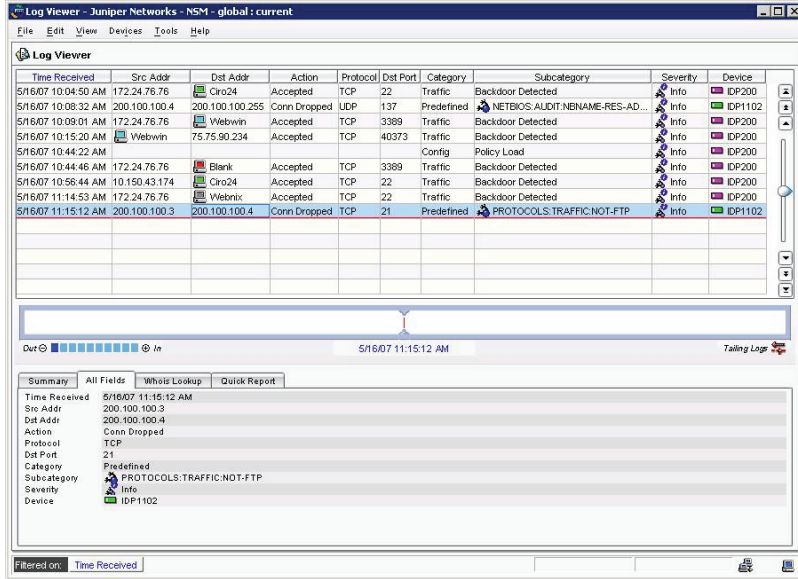 Log Viewer - Juniper Networks - NSM - global : current
File Edit View Devices Tools Help
Log Viewer
Time Received Src Addr Dst Addr Action Protocol Dst Port Category Subcategory Severity Device
5/16/07 10:04:50 AM 172.24.76.76 Ciro24 Accepted TCP 22 Traffic Backdoor Detected Info IDP200
5/16/07 10:08:32 AM 200.100.100.4 200.100.100.255 Conn Dropped UDP 137 Predefined NETBIOS:AUDIT:NBNAME-RES-AD... Info IDP1102
5/16/07 10:09:01 AM 172.24.76.76 Webwin Accepted TCP 3389 Traffic Backdoor Detected Info IDP200
5/16/07 10:15:20 AM Webwin 75.75.90.234 Accepted TCP 40373 Traffic Backdoor Detected Info IDP200
5/16/07 10:44:22 AM Config Policy Load Info IDP200
5/16/07 10:44:46 AM 172.24.76.76 Blank Accepted TCP 3389 Traffic Backdoor Detected Info IDP200
5/16/07 10:56:44 AM 10.150.43.174 Ciro24 Accepted TCP 22 Traffic Backdoor Detected Info IDP200
5/16/07 11:14:53 AM 172.24.76.76 Webnix Accepted TCP 22 Traffic Backdoor Detected Info IDP200
5/16/07 11:15:12 AM 200.100.100.3 200.100.100.4 Conn Dropped TCP 21 Predefined PROTOCOLS:TRAFFIC:NOT-FTP Info IDP1102
Out In 5/16/07 11:15:12 AM Tailing Logs
Summary All Fields Whois Lookup Quick Report
Time Received 5/16/07 11:15:12 AM
Src Addr 200.100.100.3
Dst Addr 200.100.100.4
Action Conn Dropped
Protocol TCP
Dst Port 21
Category Predefined
Subcategory PROTOCOLS:TRAFFIC:NOT-FTP
Severity Info
Device IDP1102
Filtered on: Time Received